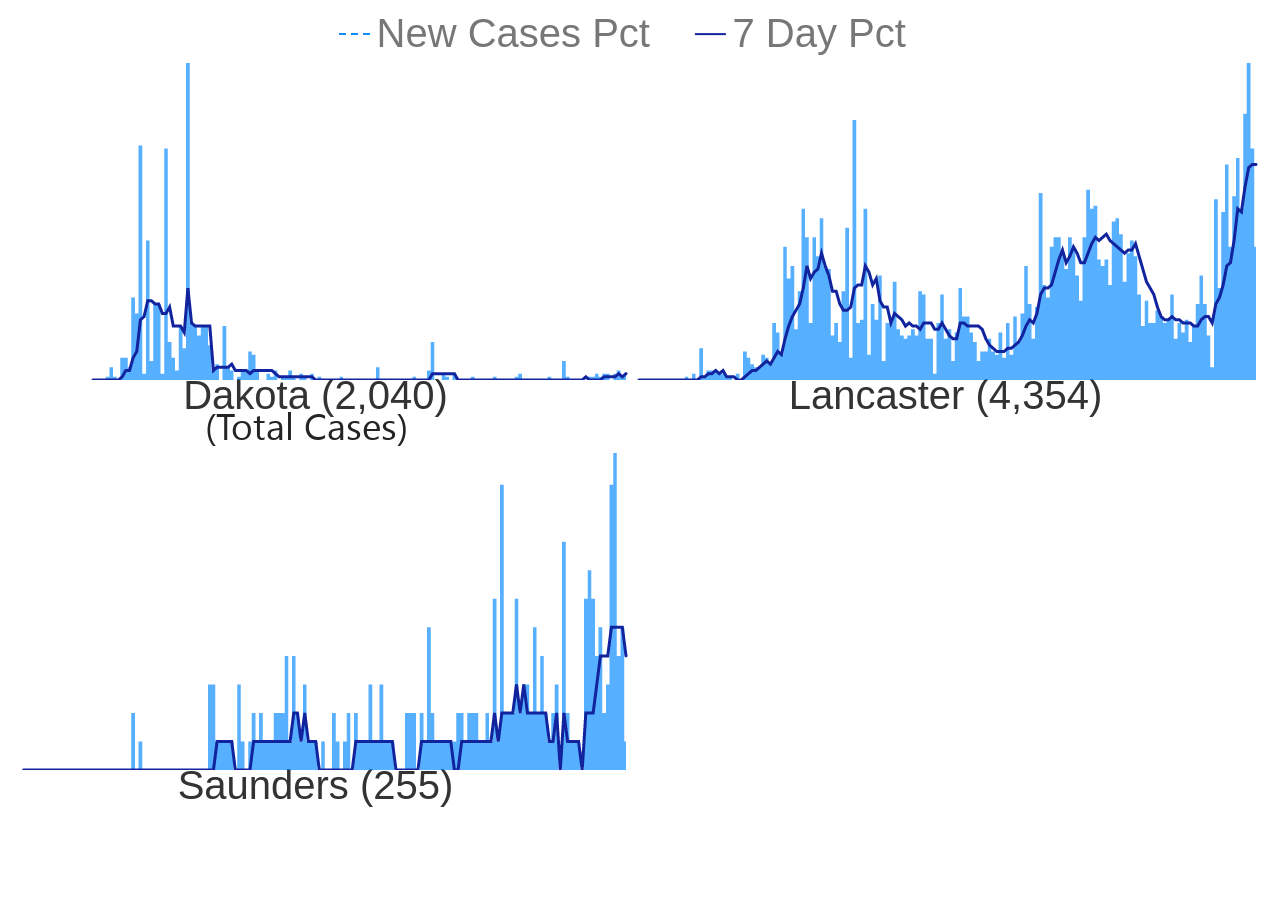 New Cases Pct 7 Day Pct
Dakota (2,040) Lancaster (4,354)
(Total Cases)
Saunders (255)